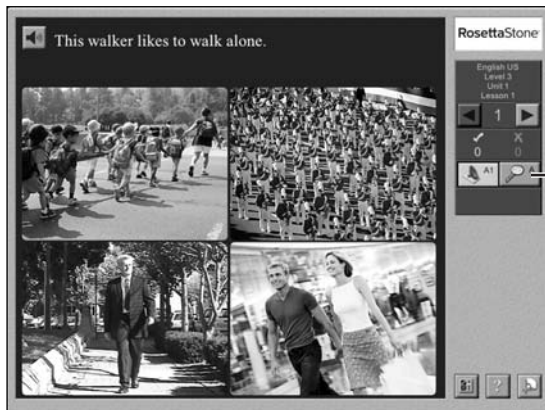 This walker likes to walk alone.
RosettaStone
English US
Level 3
Unit 1
Lesson 1
1
0 0
A1 A
?